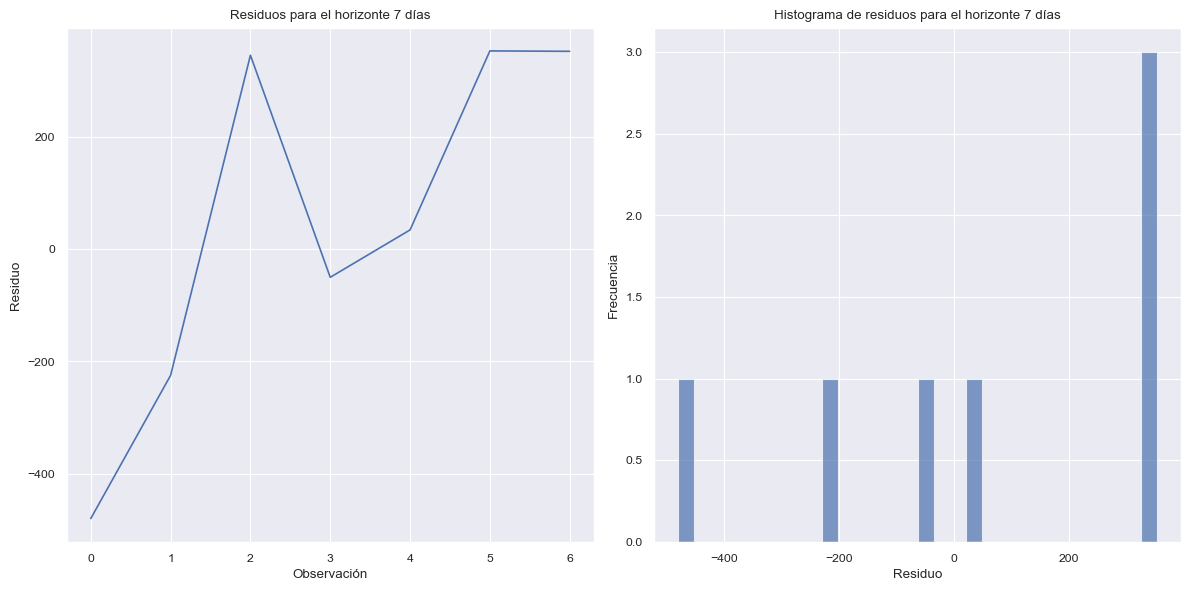 Residuos para el horizonte 7 días
Residuo
200
0
−200
−400
0 1 2 3 4 5 6
Observación
Histograma de residuos para el horizonte 7 días
Frecuencia
3.0
2.5
2.0
1.5
1.0
0.5
0.0
−400 −200 0 200
Residuo